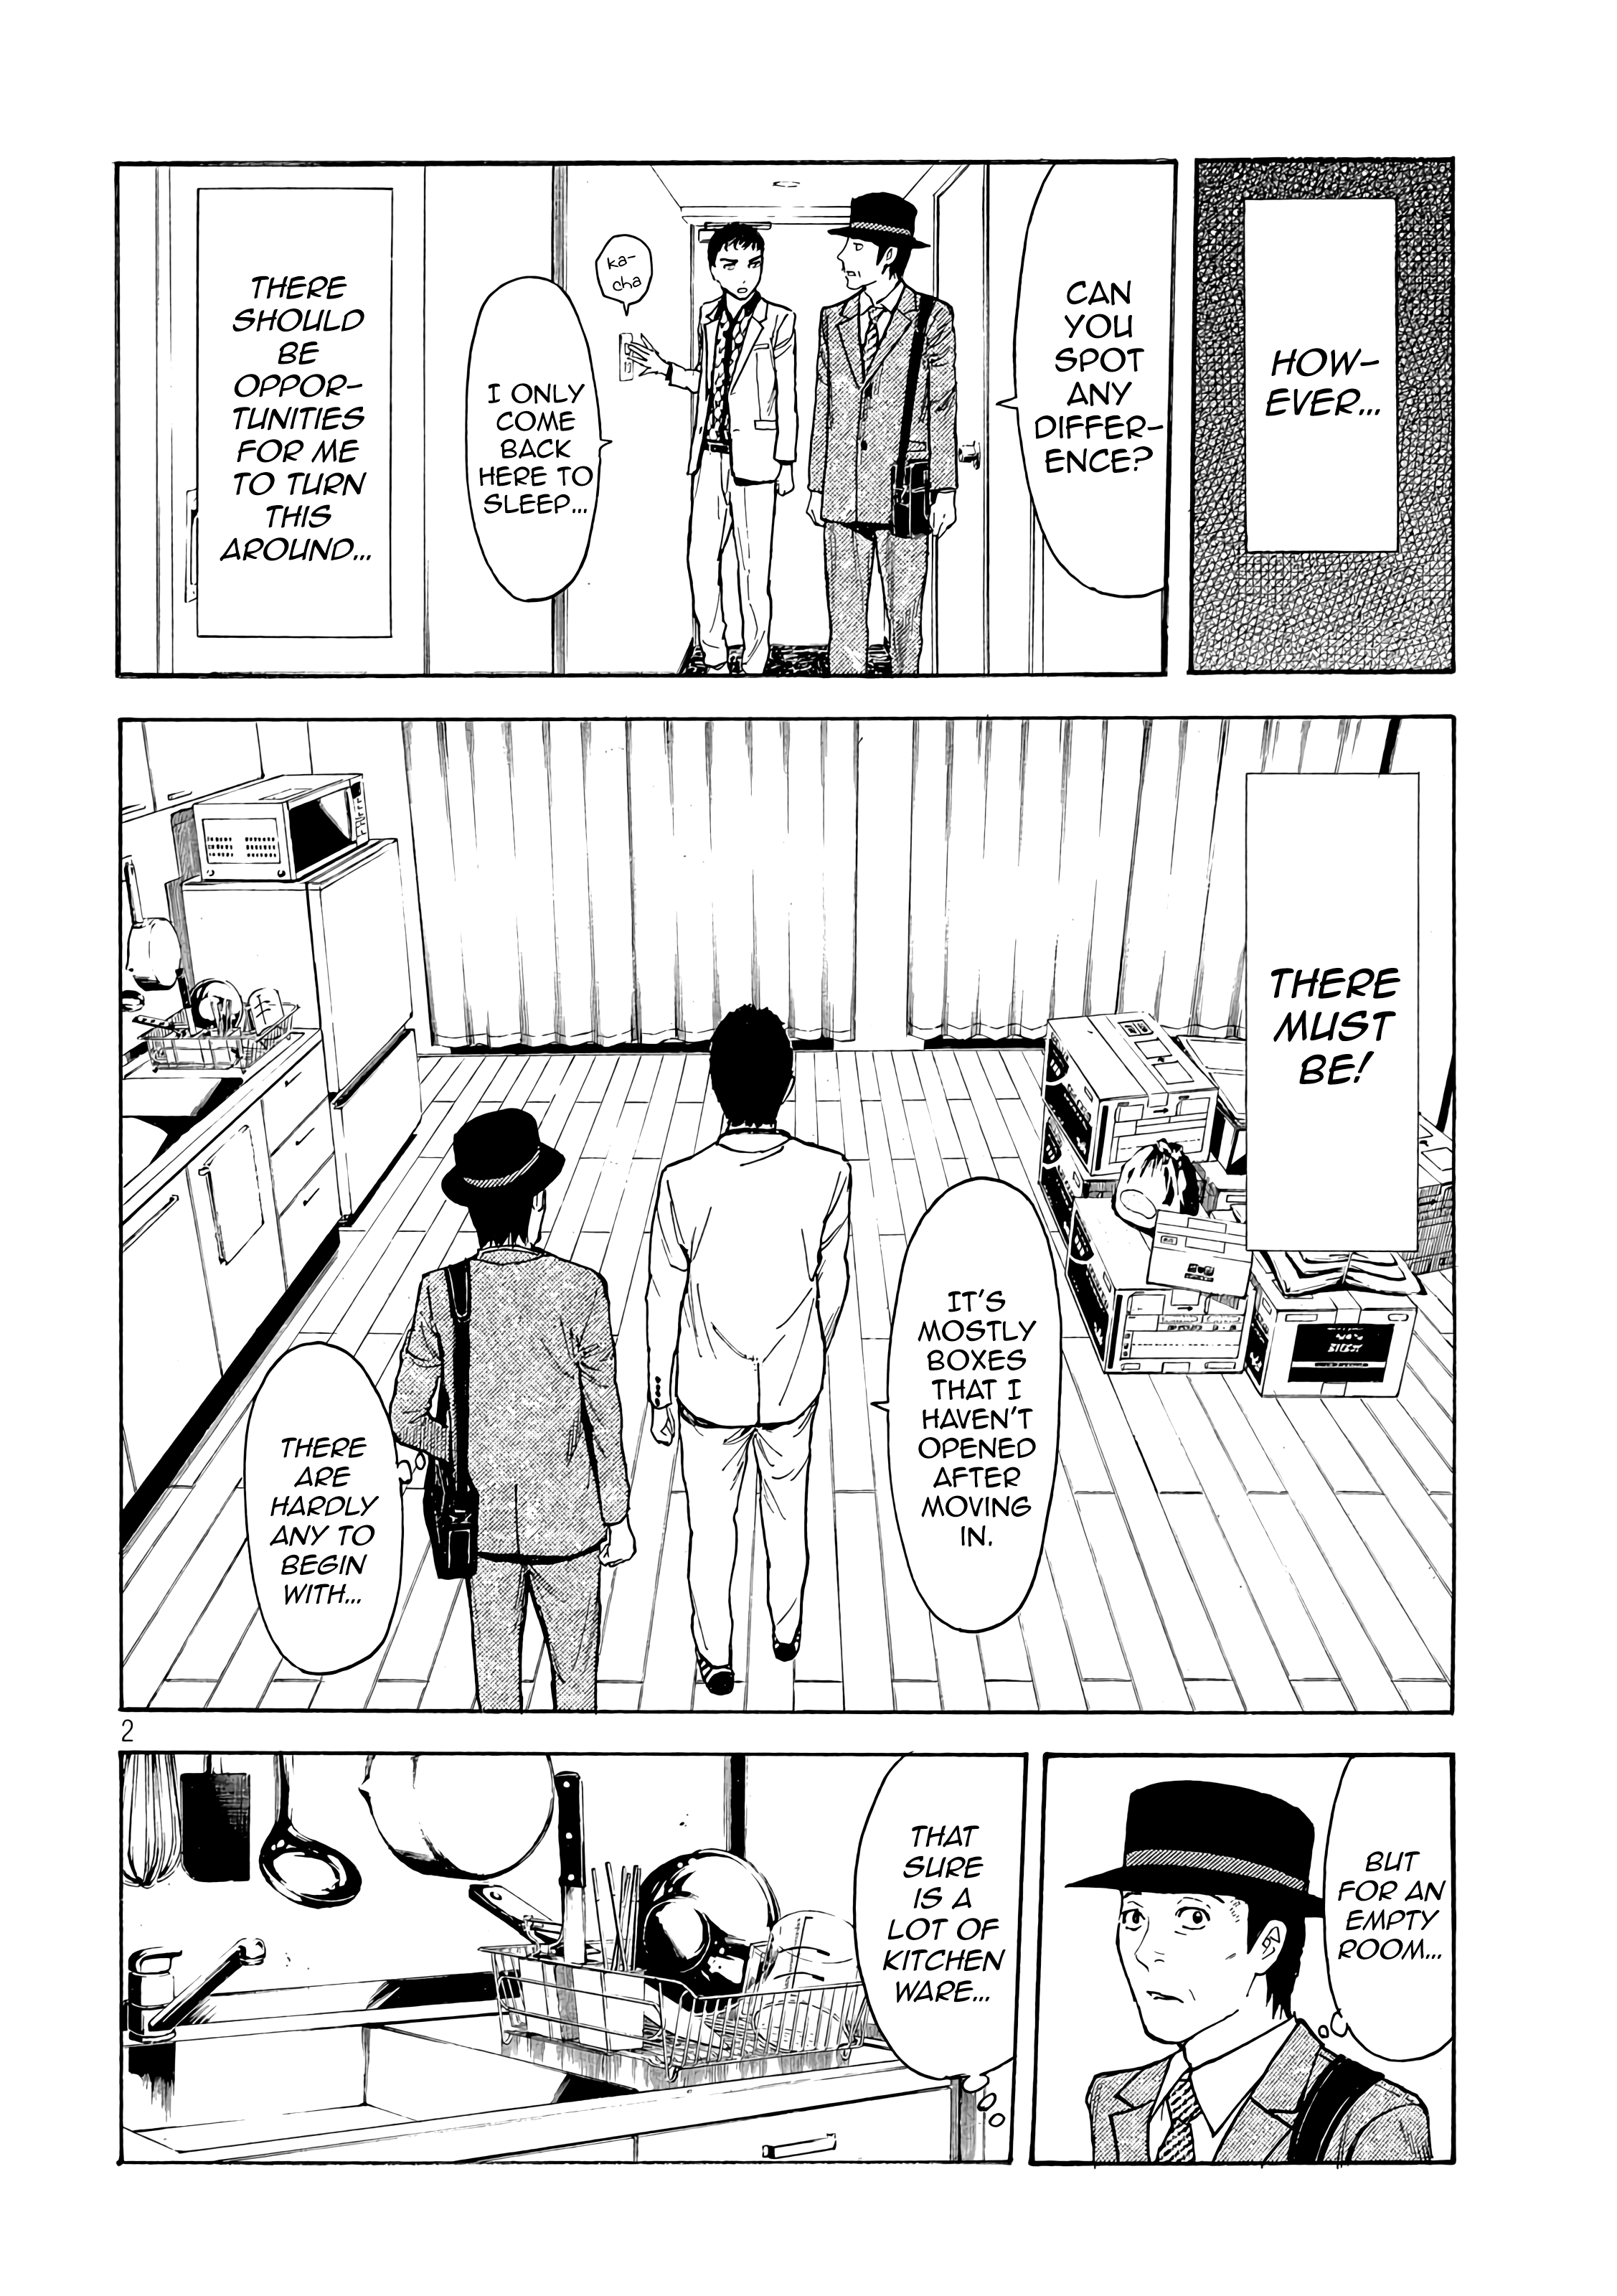 HOW-
EVER...
CAN
YOU
SPOT
ANY
DIFFER-
ENCE?
ka-
cha
I ONLY
COME
BACK
HERE TO
SLEEP...
THERE
SHOULD
BE
OPPOR-
TUNITIES
FOR ME
TO TURN
THIS
AROUND...
THERE
MUST
BE!
IT'S
MOSTLY
BOXES
THAT I
HAVEN'T
OPENED
AFTER
MOVING
IN.
THERE
ARE
HARDLY
ANY TO
BEGIN
WITH...
2
BUT
FOR AN
EMPTY
ROOM...
THAT
SURE
IS A
LOT OF
KITCHEN
WARE...